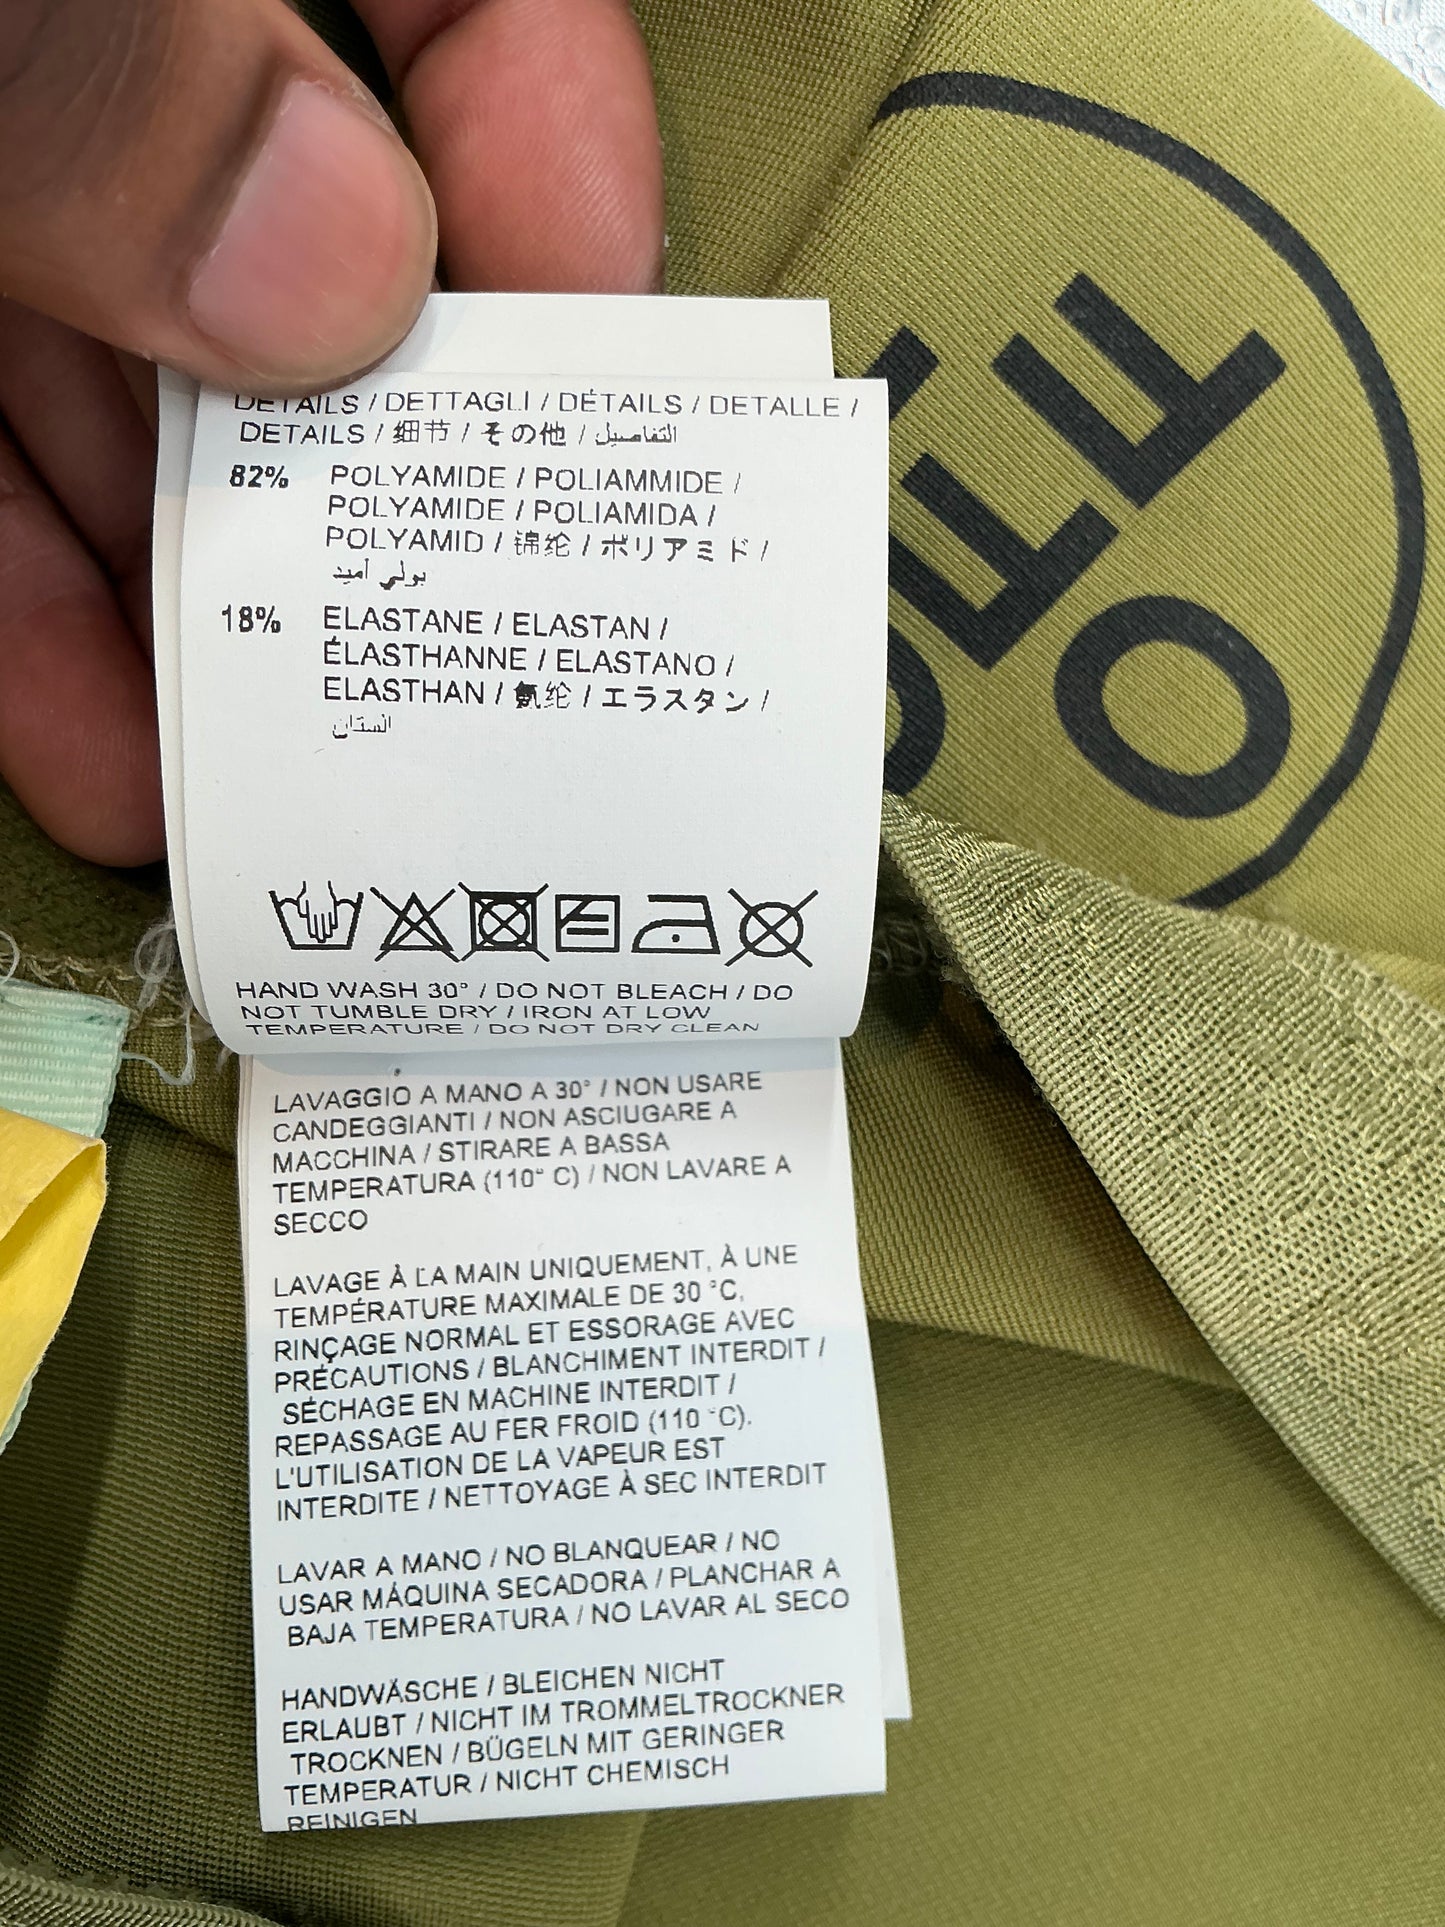 DETAILS / DETTAGLI / DÉTAILS / DETALLE /
DETAILS / 细节 / その他 / التفاصيل
82% POLYAMIDE / POLIAMMIDE /
POLYAMIDE / POLIAMIDA /
POLYAMID / 锦纶 / ポリアミド /
بولي أميد
18% ELASTANE / ELASTAN /
ÉLASTHANNE / ELASTANO /
ELASTHAN / 氨纶 / エラスタン /
الستان
HAND WASH 30° / DO NOT BLEACH / DO
NOT TUMBLE DRY / IRON AT LOW
TEMPERATURE / DO NOT DRY CLEAN
LAVAGGIO A MANO A 30° / NON USARE
CANDEGGIANTI / NON ASCIUGARE A
MACCHINA / STIRARE A BASSA
TEMPERATURA (110° C) / NON LAVARE A
SECCO
LAVAGE À LA MAIN UNIQUEMENT, À UNE
TEMPÉRATURE MAXIMALE DE 30 °C,
RINÇAGE NORMAL ET ESSORAGE AVEC
PRÉCAUTIONS / BLANCHIMENT INTERDIT /
SÉCHAGE EN MACHINE INTERDIT /
REPASSAGE AU FER FROID (110 °C).
L'UTILISATION DE LA VAPEUR EST
INTERDITE / NETTOYAGE À SEC INTERDIT
LAVAR A MANO / NO BLANQUEAR / NO
USAR MÁQUINA SECADORA / PLANCHAR A
BAJA TEMPERATURA / NO LAVAR AL SECO
HANDWÄSCHE / BLEICHEN NICHT
ERLAUBT / NICHT IM TROMMELTROCKNER
TROCKNEN / BÜGELN MIT GERINGER
TEMPERATUR / NICHT CHEMISCH
REINIGEN